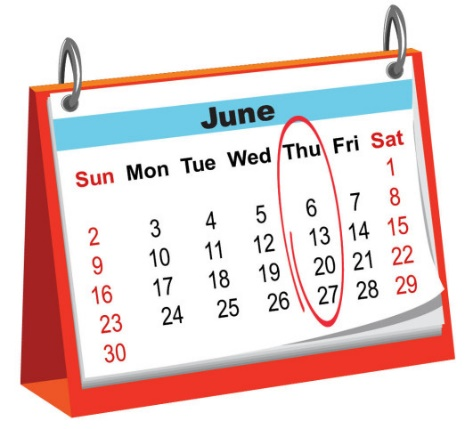 June
Sun Mon Tue Wed Thu Fri Sat
1
2 3 4 5 6 7 8
9 10 11 12 13 14 15
16 17 18 19 20 21 22
23 24 25 26 27 28 29
30